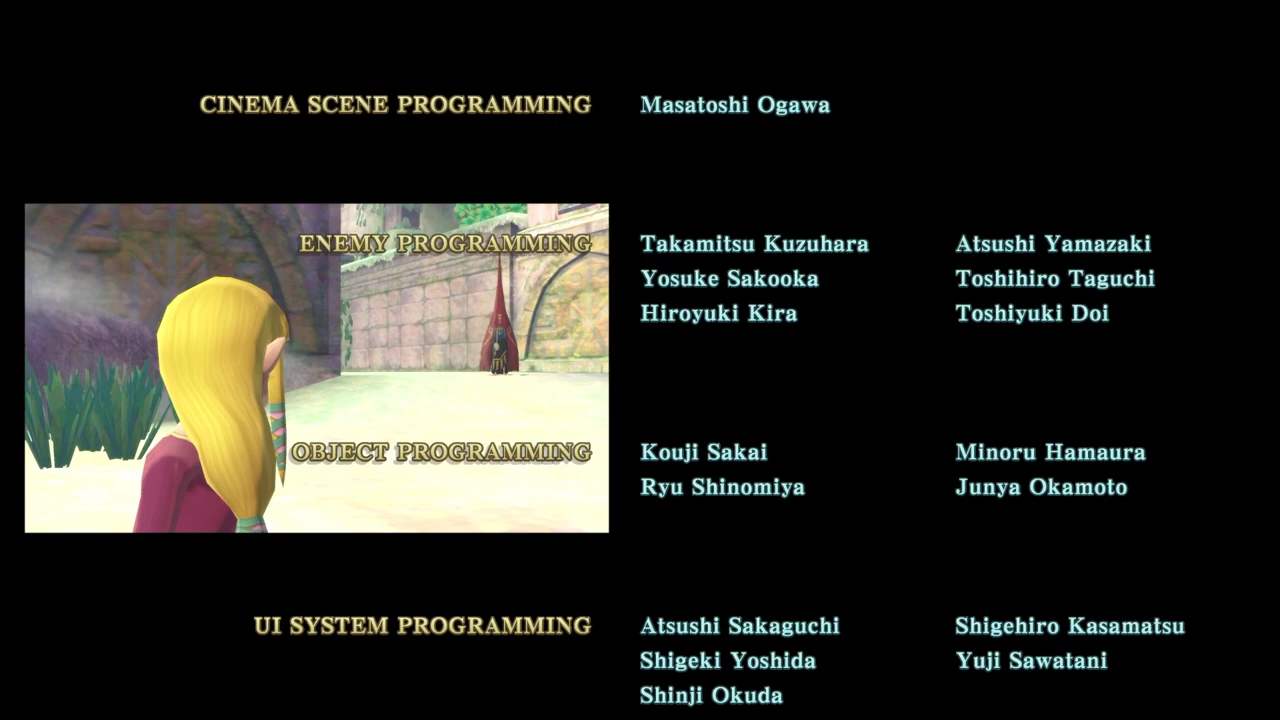 CINEMA SCENE PROGRAMMING Masatoshi Ogawa
ENEMY PROGRAMMING Takamitsu Kuzuhara Atsushi Yamazaki
Yosuke Sakooka Toshihiro Taguchi
Hiroyuki Kira Toshiyuki Doi
OBJECT PROGRAMMING Kouji Sakai Minoru Hamaura
Ryu Shinomiya Junya Okamoto
UI SYSTEM PROGRAMMING Atsushi Sakaguchi Shigehiro Kasamatsu
Shigeki Yoshida Yuji Sawatani
Shinji Okuda